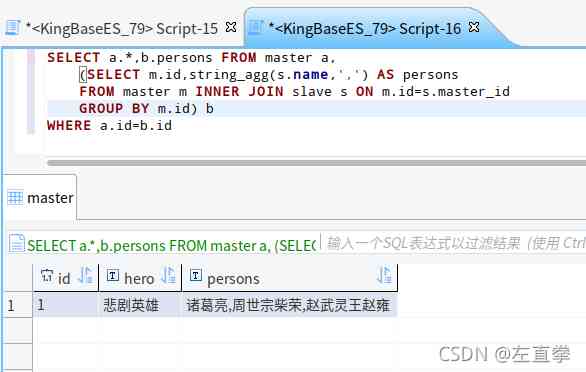 *<KingBaseES_79> Script-15
*<KingBaseES_79> Script-16
SELECT a.*,b.persons FROM master a,
(SELECT m.id,string_agg(s.name,',') AS persons
FROM master m INNER JOIN slave s ON m.id=s.master_id
GROUP BY m.id) b
WHERE a.id=b.id
master
SELECT a.*,b.persons FROM master a, (SELEC
输入一个SQL表达式以过滤结果 (使用 Ctrl
id hero persons
1 1 悲剧英雄 诸葛亮,周世宗柴荣,赵武灵王赵雍
CSDN @左直拳